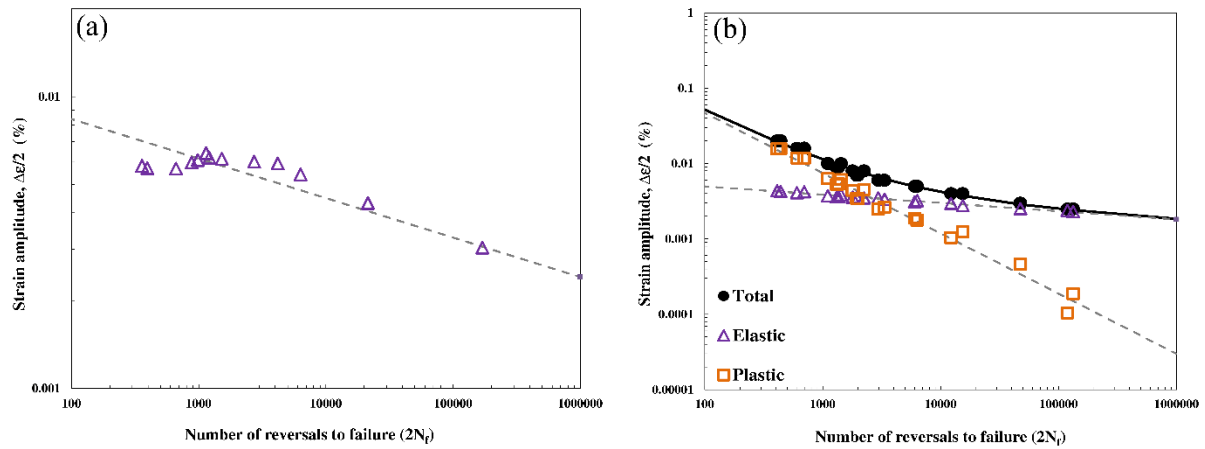 (a)
0.01
0.001
Strain amplitude, Δε/2 (%)
100
1000
10000
100000
1000000
Number of reversals to failure (2Nf)
(b)
1
0.1
0.01
0.001
0.0001
0.00001
Strain amplitude, Δε/2 (%)
Total
Elastic
Plastic
100
1000
10000
100000
1000000
Number of reversals to failure (2Nf)